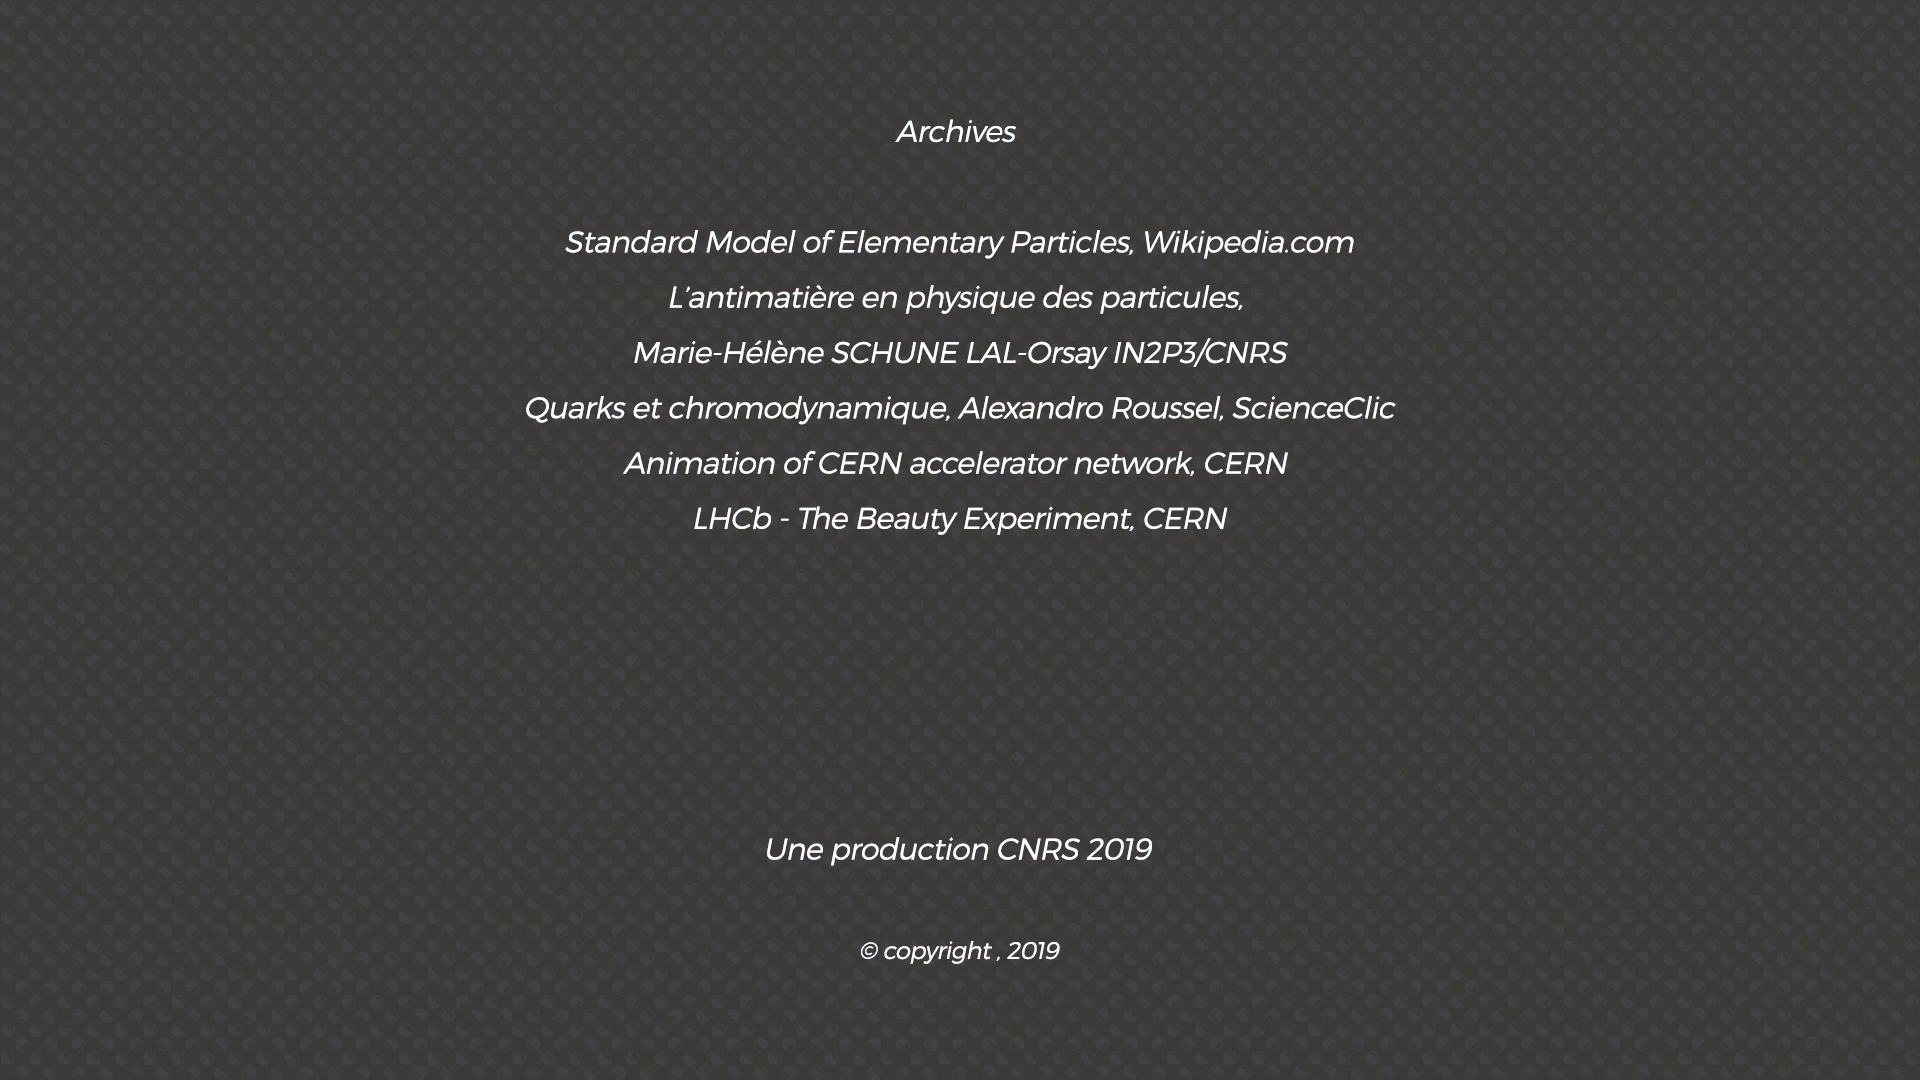 Archives
Standard Model of Elementary Particles, Wikipedia.com
L’antimatière en physique des particules,
Marie-Hélène SCHUNE LAL-Orsay IN2P3/CNRS
Quarks et chromodynamique, Alexandro Roussel, ScienceClic
Animation of CERN accelerator network, CERN
LHCb - The Beauty Experiment, CERN
Une production CNRS 2019
© copyright , 2019